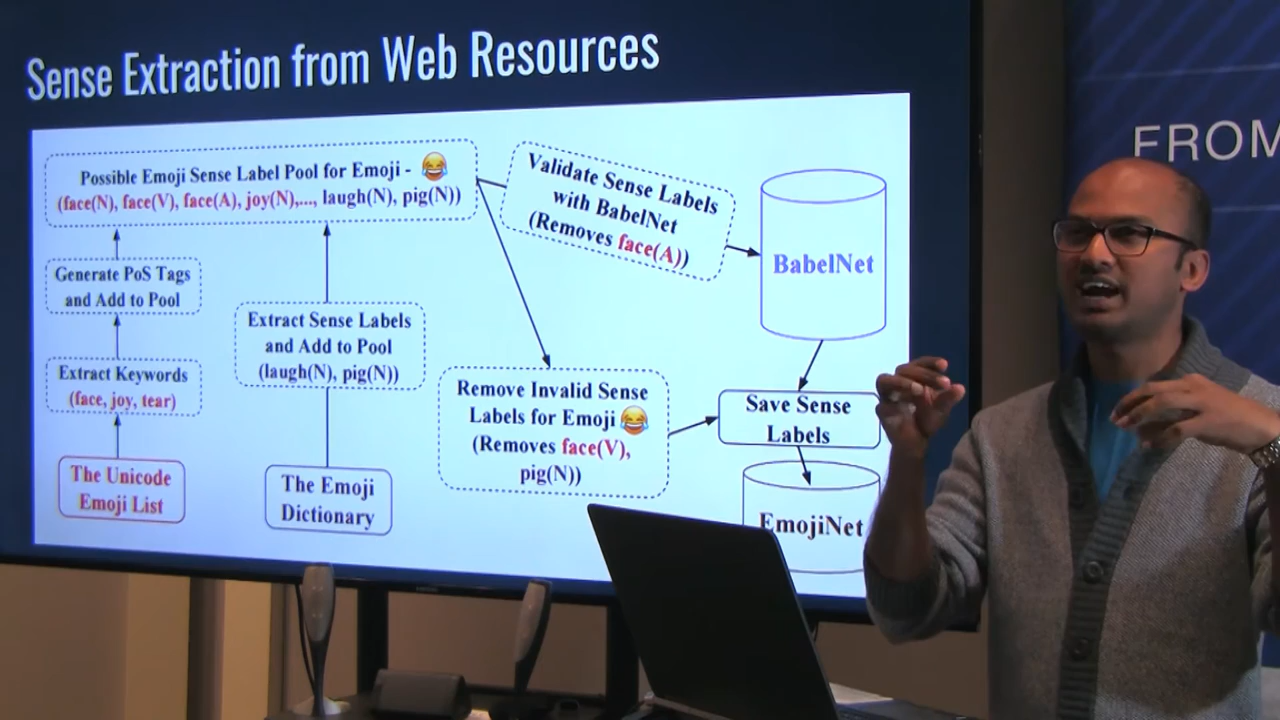 Sense Extraction from Web Resources
Possible Emoji Sense Label Pool for Emoji - 😂
(face(N), face(V), face(A), joy(N),..., laugh(N), pig(N))
Generate PoS Tags
and Add to Pool
Extract Keywords
(face, joy, tear)
The Unicode
Emoji List
Extract Sense Labels
and Add to Pool
(laugh(N), pig(N))
The Emoji
Dictionary
Validate Sense Labels
with BabelNet
(Removes face(A))
Remove Invalid Sense
Labels for Emoji 😂
(Removes face(V),
pig(N))
BabelNet
Save Sense
Labels
EmojiNet
FROM